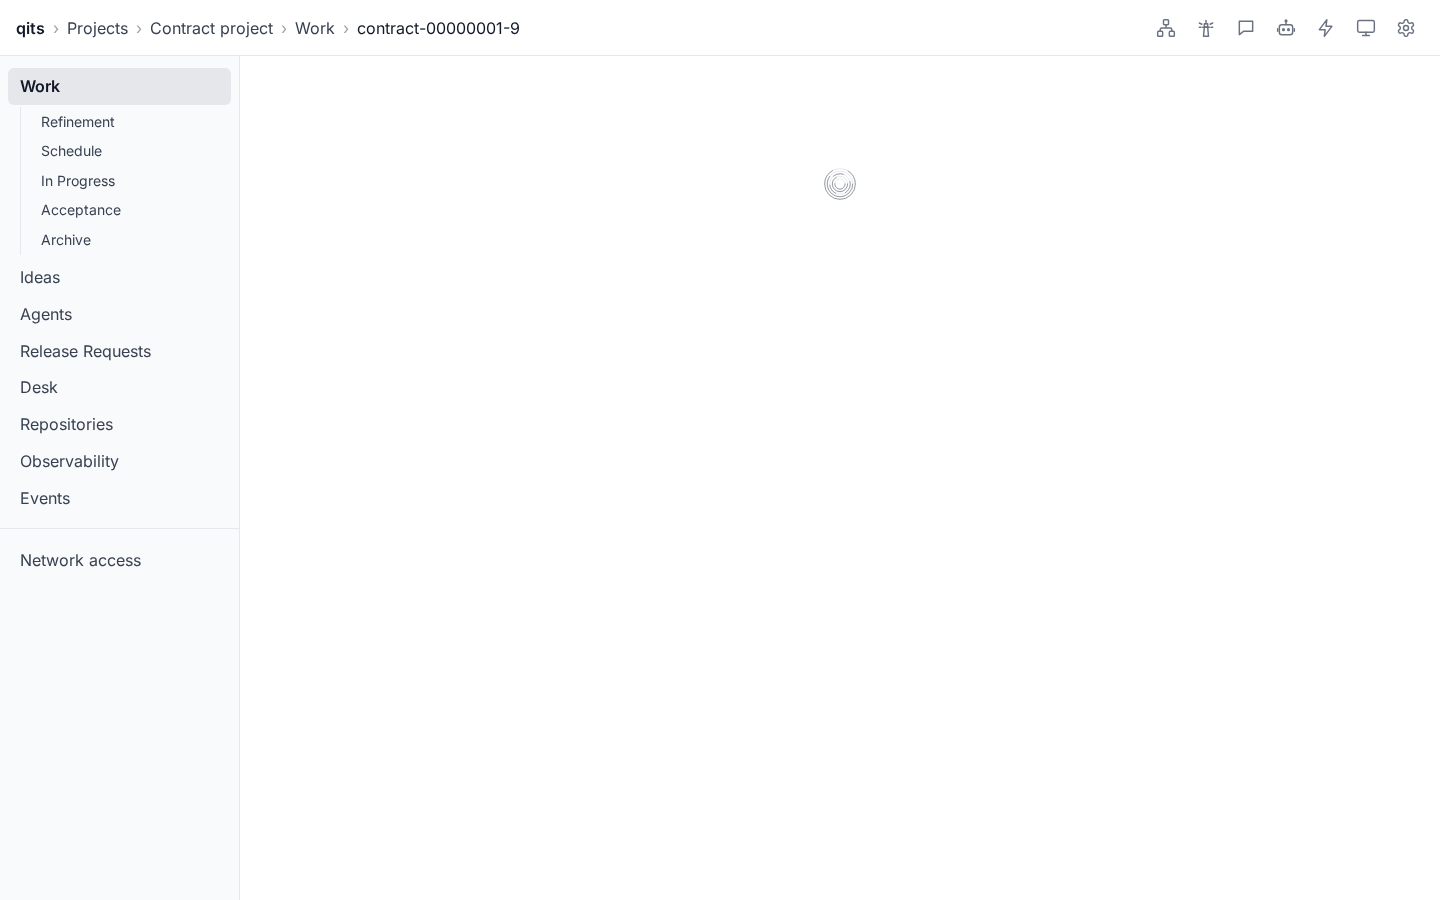 qits › Projects › Contract project › Work › contract-00000001-9
Work
Refinement
Schedule
In Progress
Acceptance
Archive
Ideas
Agents
Release Requests
Desk
Repositories
Observability
Events
Network access